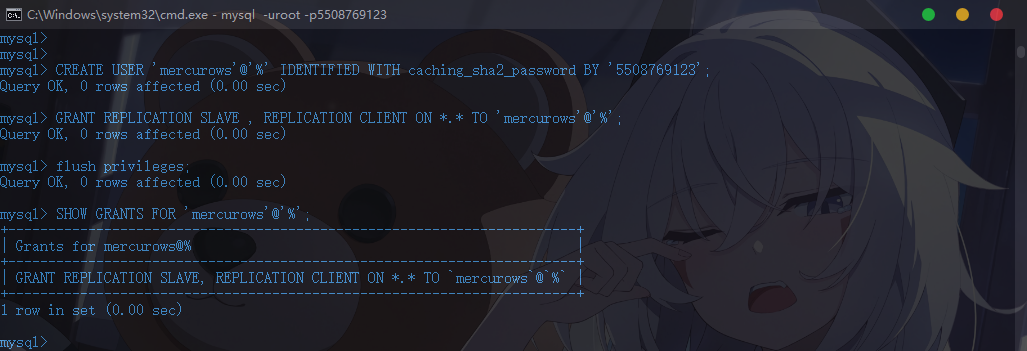 C:\Windows\system32\cmd.exe - mysql  -uroot -p5508769123
mysql>
mysql>
mysql> CREATE USER 'mercurows'@'%' IDENTIFIED WITH caching_sha2_password BY '5508769123';
Query OK, 0 rows affected (0.00 sec)
mysql> GRANT REPLICATION SLAVE , REPLICATION CLIENT ON *.* TO 'mercurows'@'%';
Query OK, 0 rows affected (0.00 sec)
mysql> flush privileges;
Query OK, 0 rows affected (0.00 sec)
mysql> SHOW GRANTS FOR 'mercurows'@'%';
+-----------------------------------------------------------------------+
| Grants for mercurows@%                                                |
+-----------------------------------------------------------------------+
| GRANT REPLICATION SLAVE, REPLICATION CLIENT ON *.* TO `mercurows`@`%` |
+-----------------------------------------------------------------------+
1 row in set (0.00 sec)
mysql>